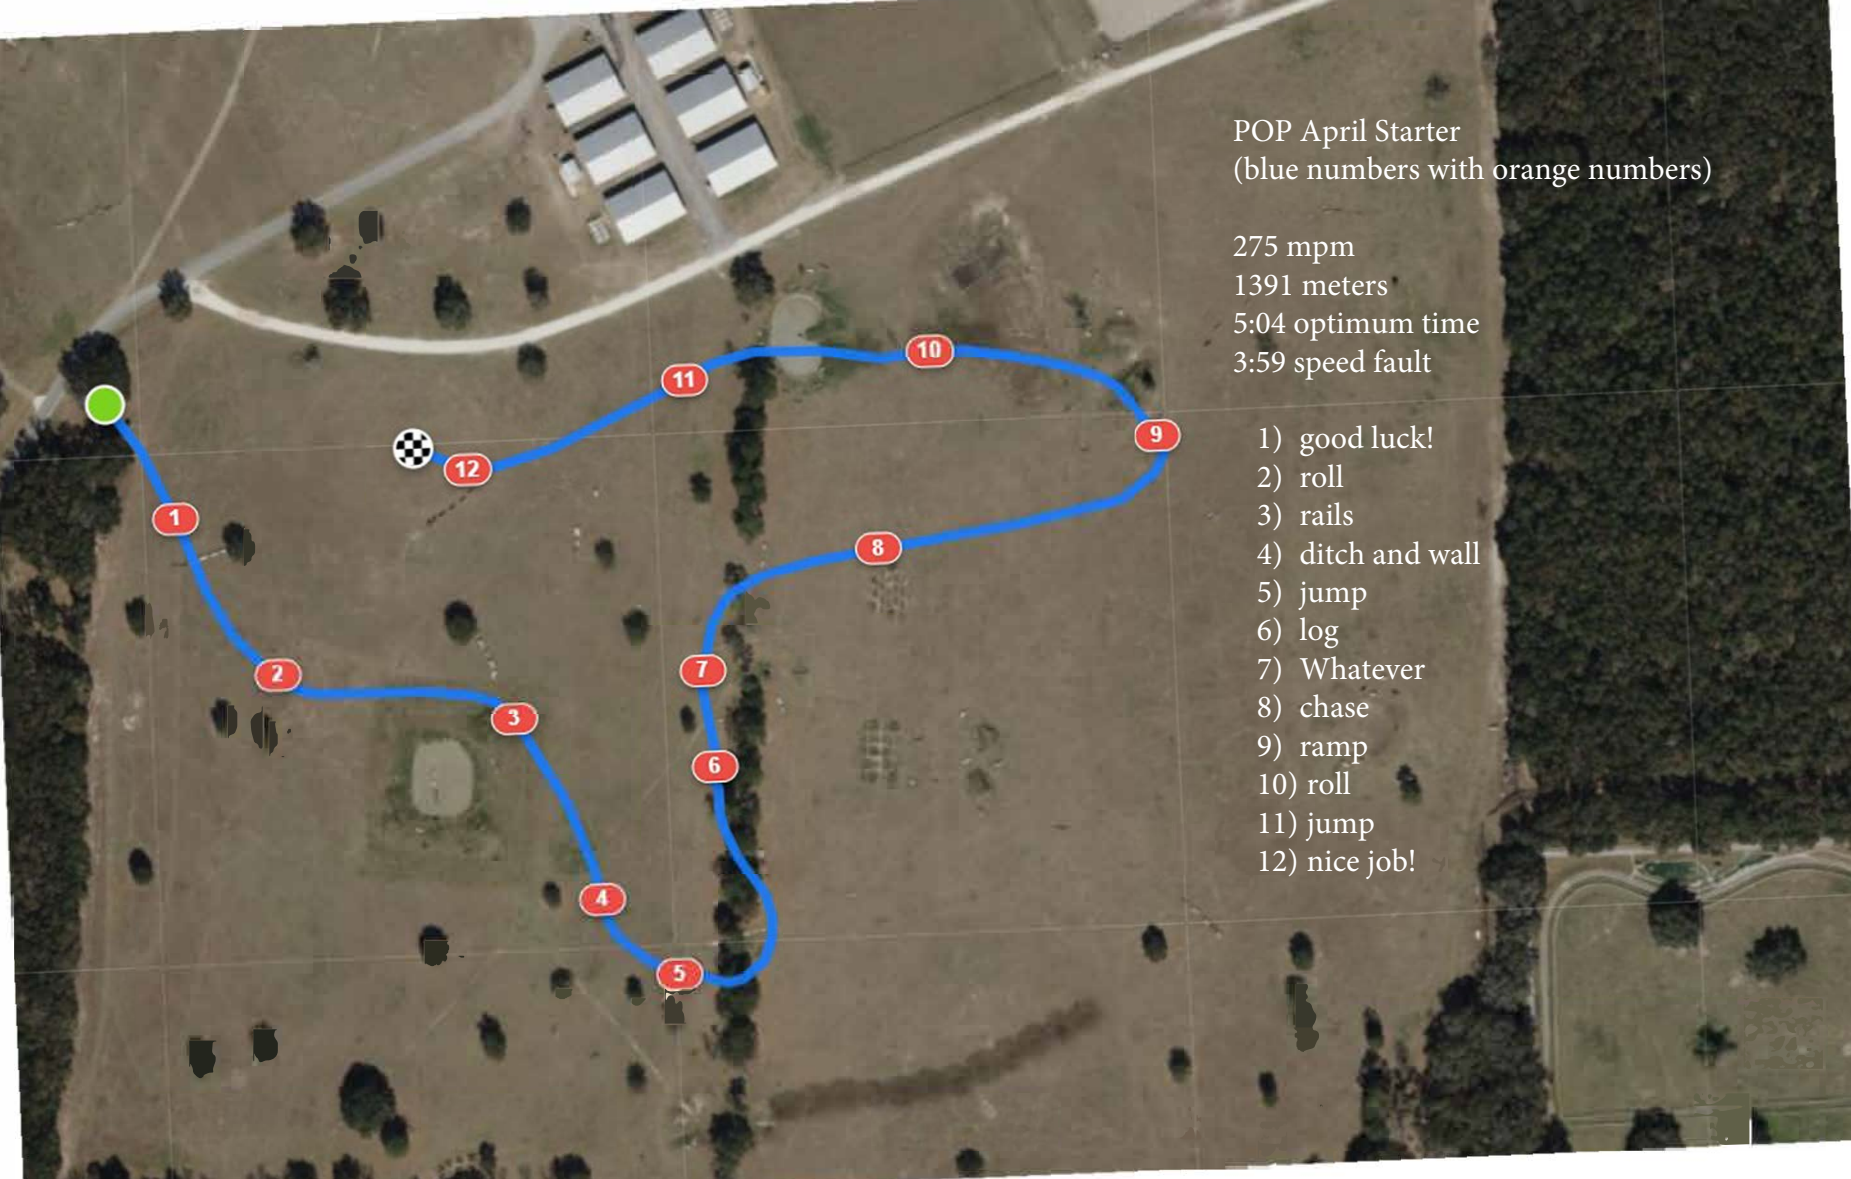 POP April Starter
(blue numbers with orange numbers)
275 mpm
1391 meters
5:04 optimum time
3:59 speed fault
1) good luck!
2) roll
3) rails
4) ditch and wall
5) jump
6) log
7) Whatever
8) chase
9) ramp
10) roll
11) jump
12) nice job!
10
11
9
12
1
8
7
2
3
6
4
5